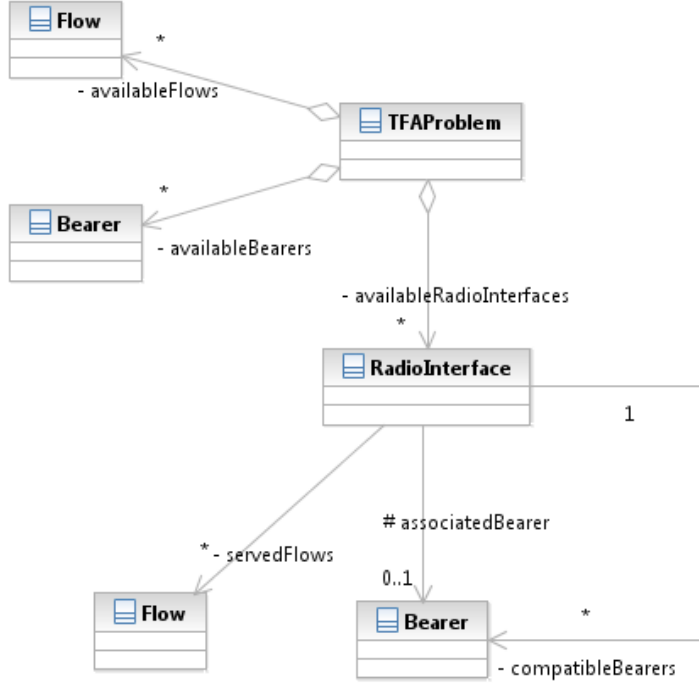 Flow
*
- availableFlows
TFAProblem
*
Bearer
- availableBearers
- availableRadioInterfaces
*
RadioInterface
1
# associatedBearer
* - servedFlows
0..1
Flow
Bearer
*
- compatibleBearers